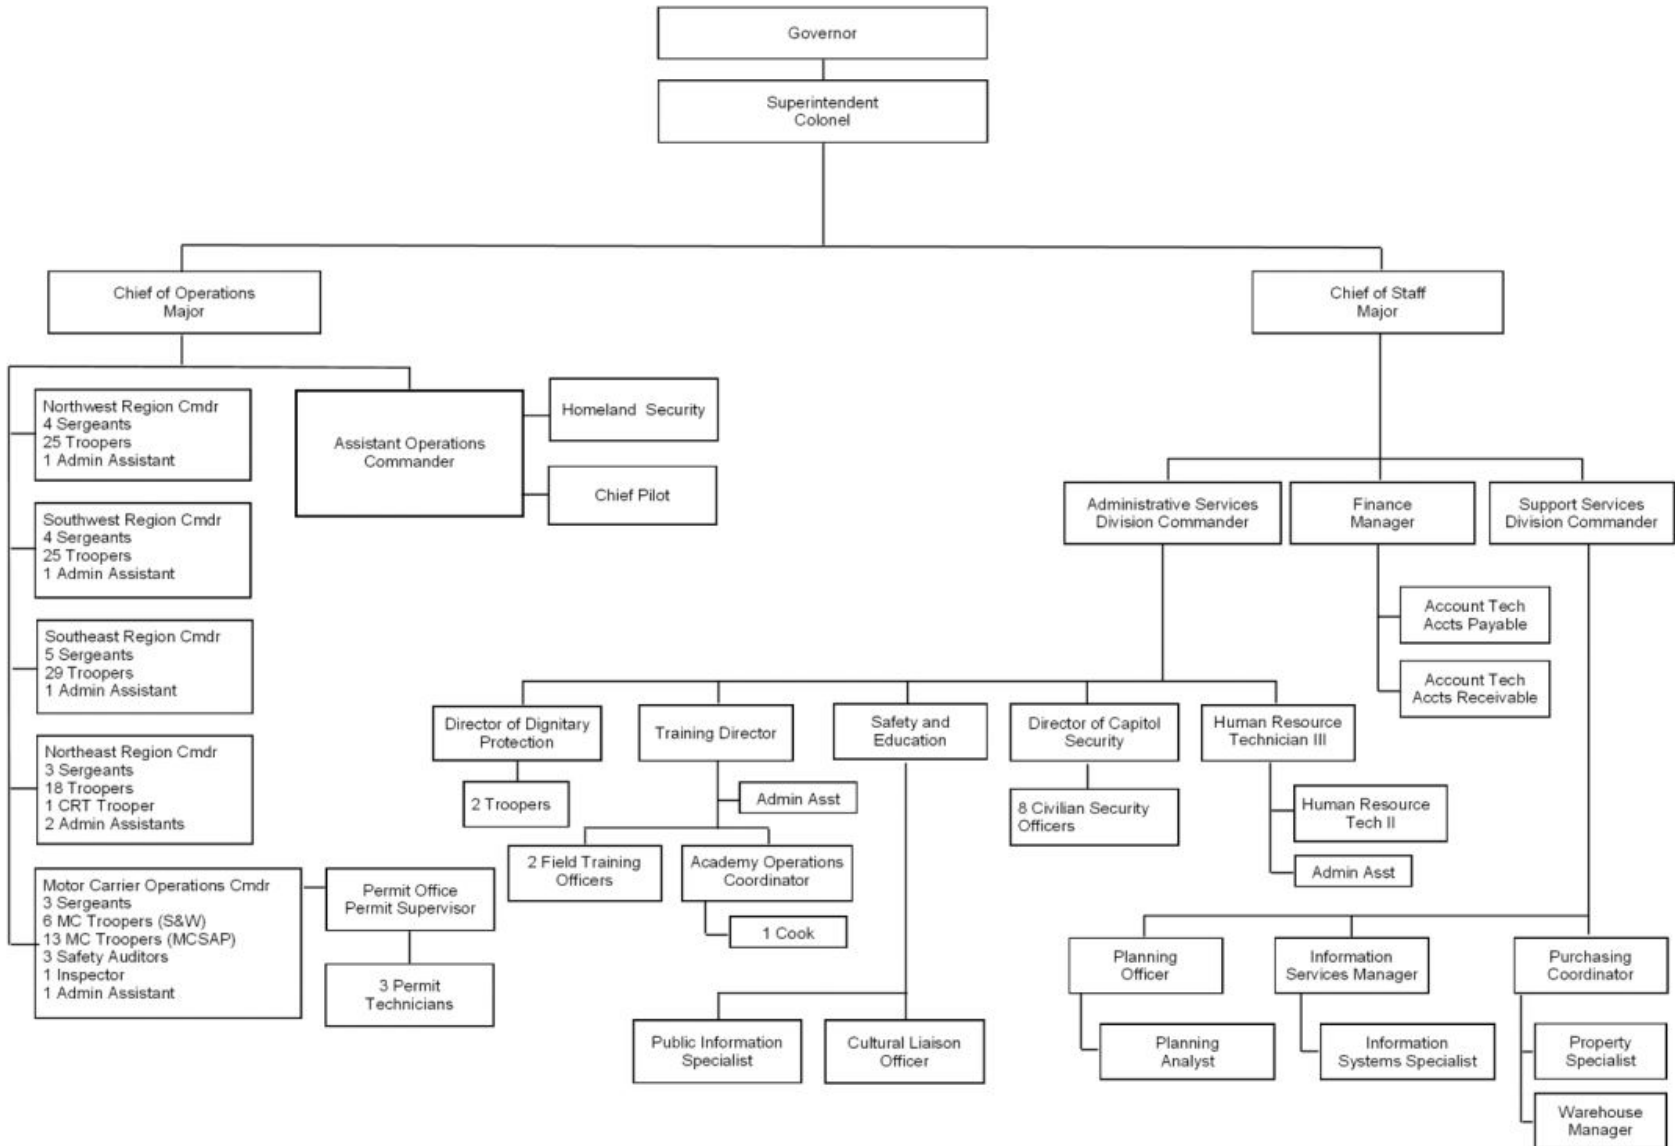 Governor
Superintendent
Colonel
Chief of Operations
Major
Chief of Staff
Major
Northwest Region Cmdr
4 Sergeants
25 Troopers
1 Admin Assistant
Southwest Region Cmdr
4 Sergeants
25 Troopers
1 Admin Assistant
Southeast Region Cmdr
5 Sergeants
29 Troopers
1 Admin Assistant
Northeast Region Cmdr
3 Sergeants
18 Troopers
1 CRT Trooper
2 Admin Assistants
Motor Carrier Operations Cmdr
3 Sergeants
6 MC Troopers (S&W)
13 MC Troopers (MCSAP)
3 Safety Auditors
1 Inspector
1 Admin Assistant
Permit Office
Permit Supervisor
3 Permit
Technicians
Assistant Operations
Commander
Homeland Security
Chief Pilot
Administrative Services
Division Commander
Finance
Manager
Support Services
Division Commander
Account Tech
Accts Payable
Account Tech
Accts Receivable
Director of Dignitary
Protection
2 Troopers
Training Director
Admin Asst
2 Field Training
Officers
Academy Operations
Coordinator
1 Cook
Safety and
Education
Public Information
Specialist
Cultural Liaison
Officer
Director of Capitol
Security
8 Civilian Security
Officers
Human Resource
Technician III
Human Resource
Tech II
Admin Asst
Planning
Officer
Planning
Analyst
Information
Services Manager
Information
Systems Specialist
Purchasing
Coordinator
Property
Specialist
Warehouse
Manager